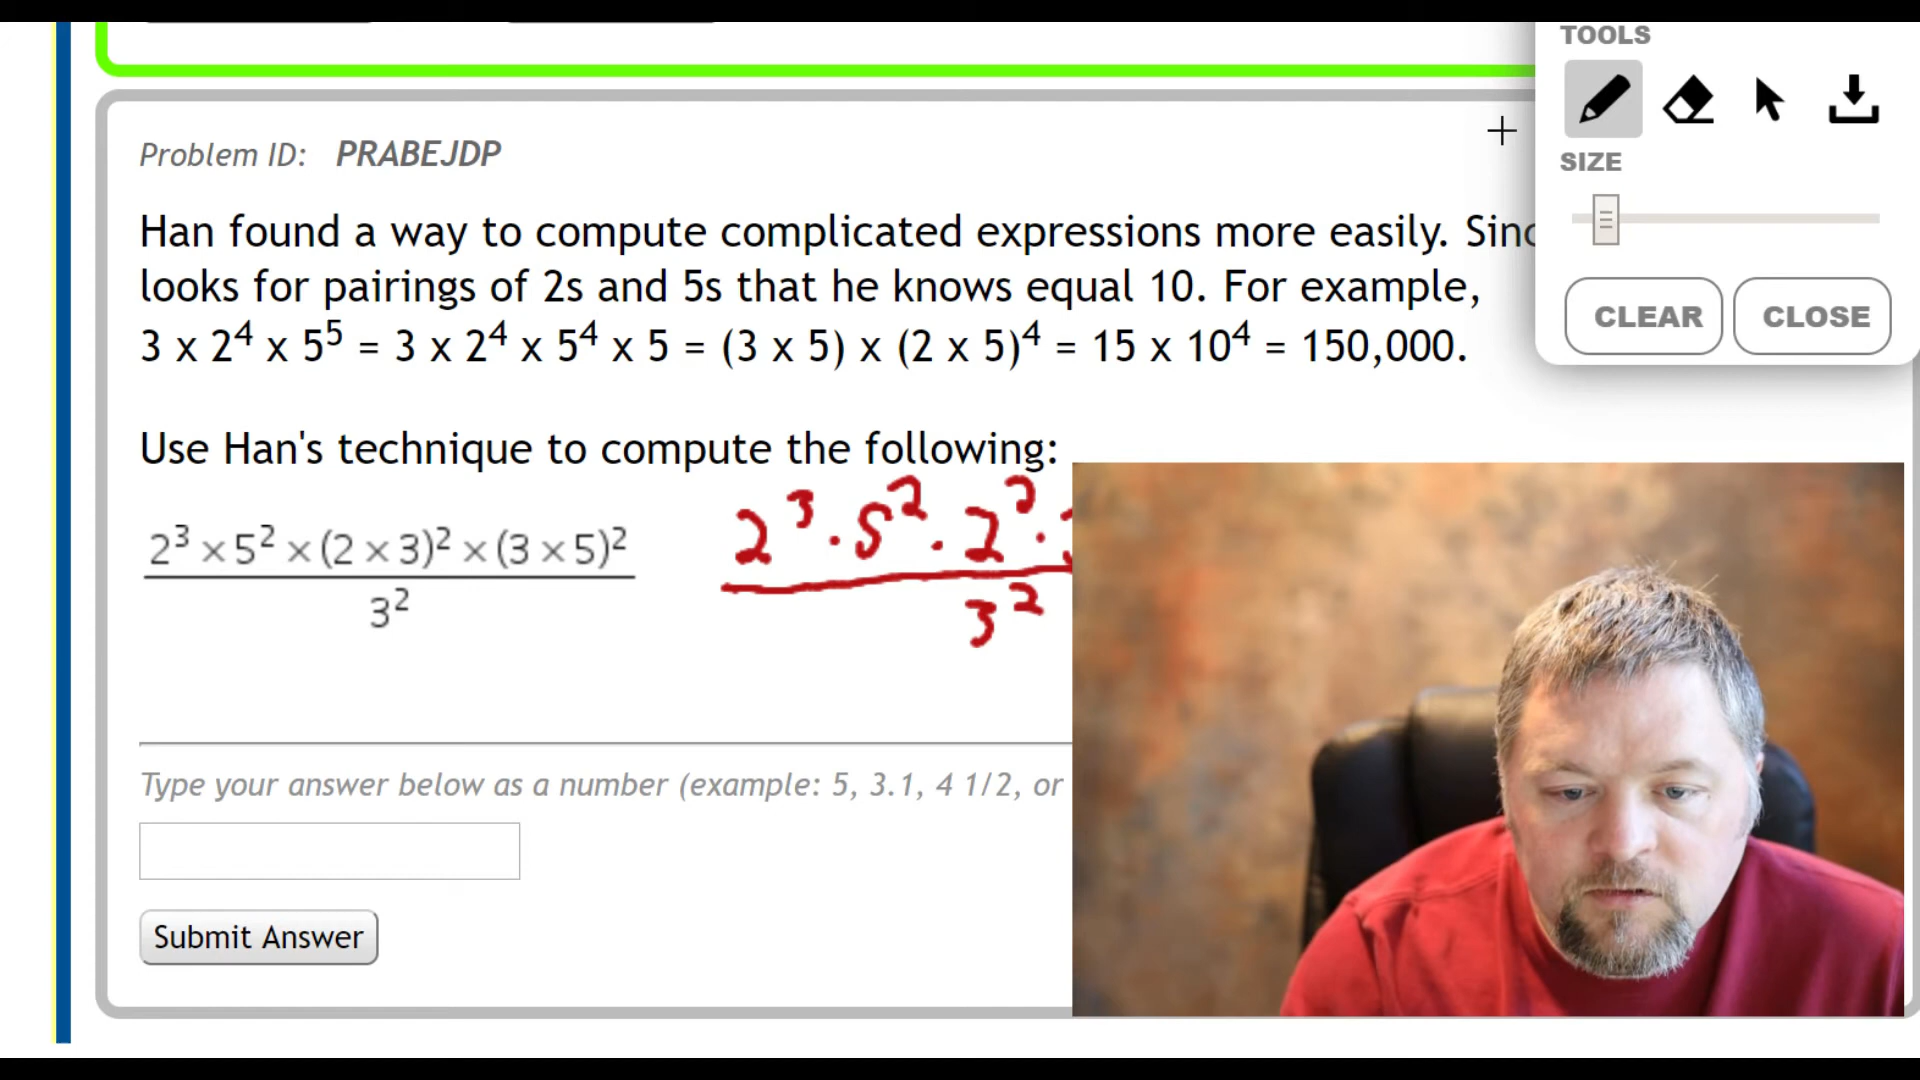 TOOLS
SIZE
CLEAR CLOSE
Problem ID: PRABEJDP
Han found a way to compute complicated expressions more easily.
looks for pairings of 2s and 5s that he knows equal 10. For example,
3 x 2⁴ x 5⁵ = 3 x 2⁴ x 5⁴ x 5 = (3 x 5) x (2 x 5)⁴ = 15 x 10⁴ = 150,000.
Use Han's technique to compute the following:
2³ × 5² × (2 × 3)² × (3 × 5)²
3²
2³ · 5² · 2² ·
3²
Type your answer below as a number (example: 5, 3.1, 4 1/2, or
Submit Answer